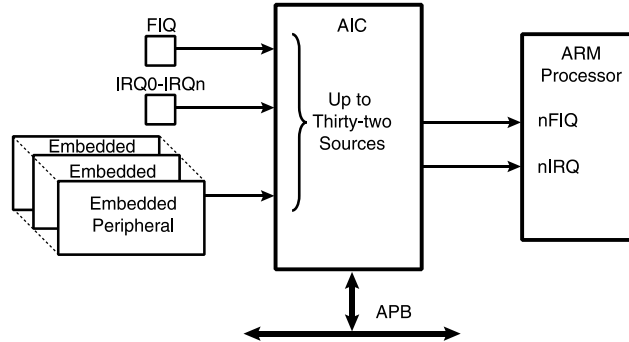 FIQ
AIC
IRQ0-IRQn
ARM
Processor
Up to
Thirty-two
Sources
nFIQ
nIRQ
Embedded
Embedded
Embedded
Peripheral
APB